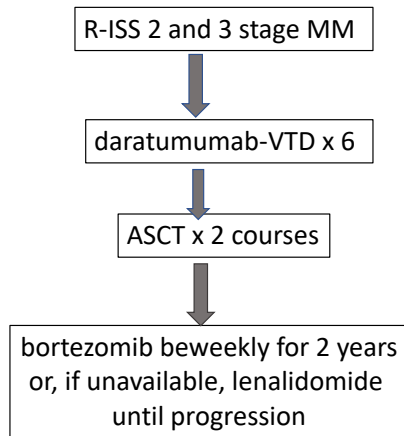 R-ISS 2 and 3 stage MM
daratumumab-VTD x 6
ASCT x 2 courses
bortezomib beweekly for 2 years
or, if unavailable, lenalidomide
until progression